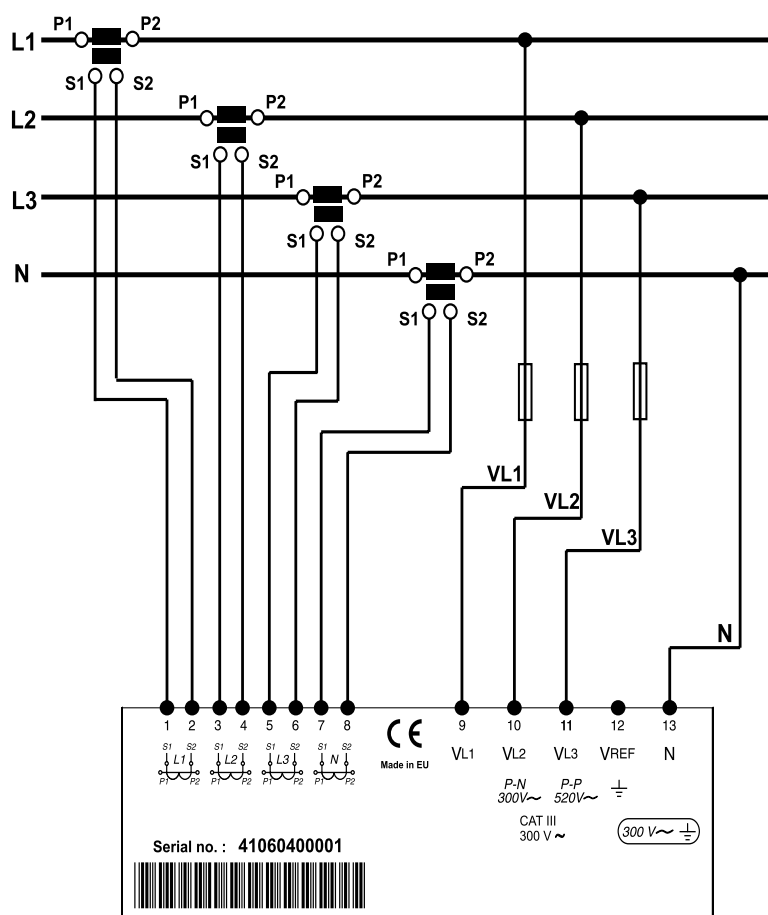 P1 P2
L1
S1 S2
P1 P2
L2
S1 S2
P1 P2
L3
S1 S2
P1 P2
N
S1 S2
VL1
VL2
VL3
N
1 2 3 4 5 6 7 8 9 10 11 12 13
S1 S2 S1 S2 S1 S2 S1 S2
L1 L2 L3 N
P1 P2 P1 P2 P1 P2 P1 P2
CE
Made in EU
VL1 VL2 VL3 VREF N
P-N P-P
300V~ 520V~
CAT III
300 V ~
300 V~
Serial no. : 41060400001